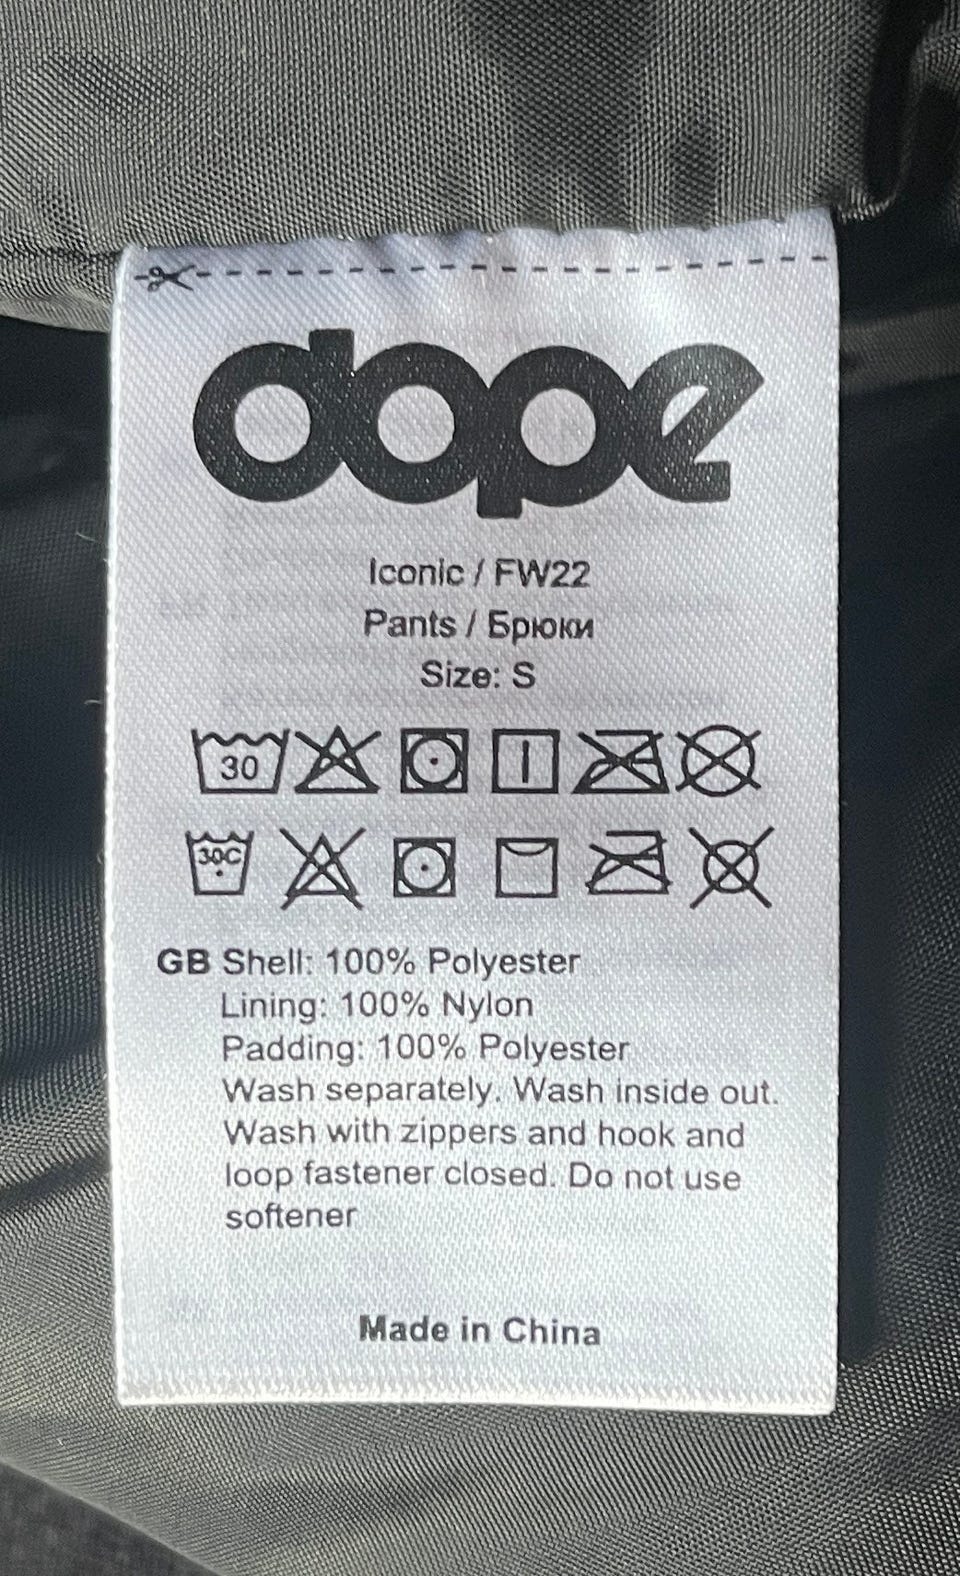 dope
Iconic / FW22
Pants / Брюки
Size: S
30
30C
GB Shell: 100% Polyester
Lining: 100% Nylon
Padding: 100% Polyester
Wash separately. Wash inside out.
Wash with zippers and hook and
loop fastener closed. Do not use
softener
Made in China